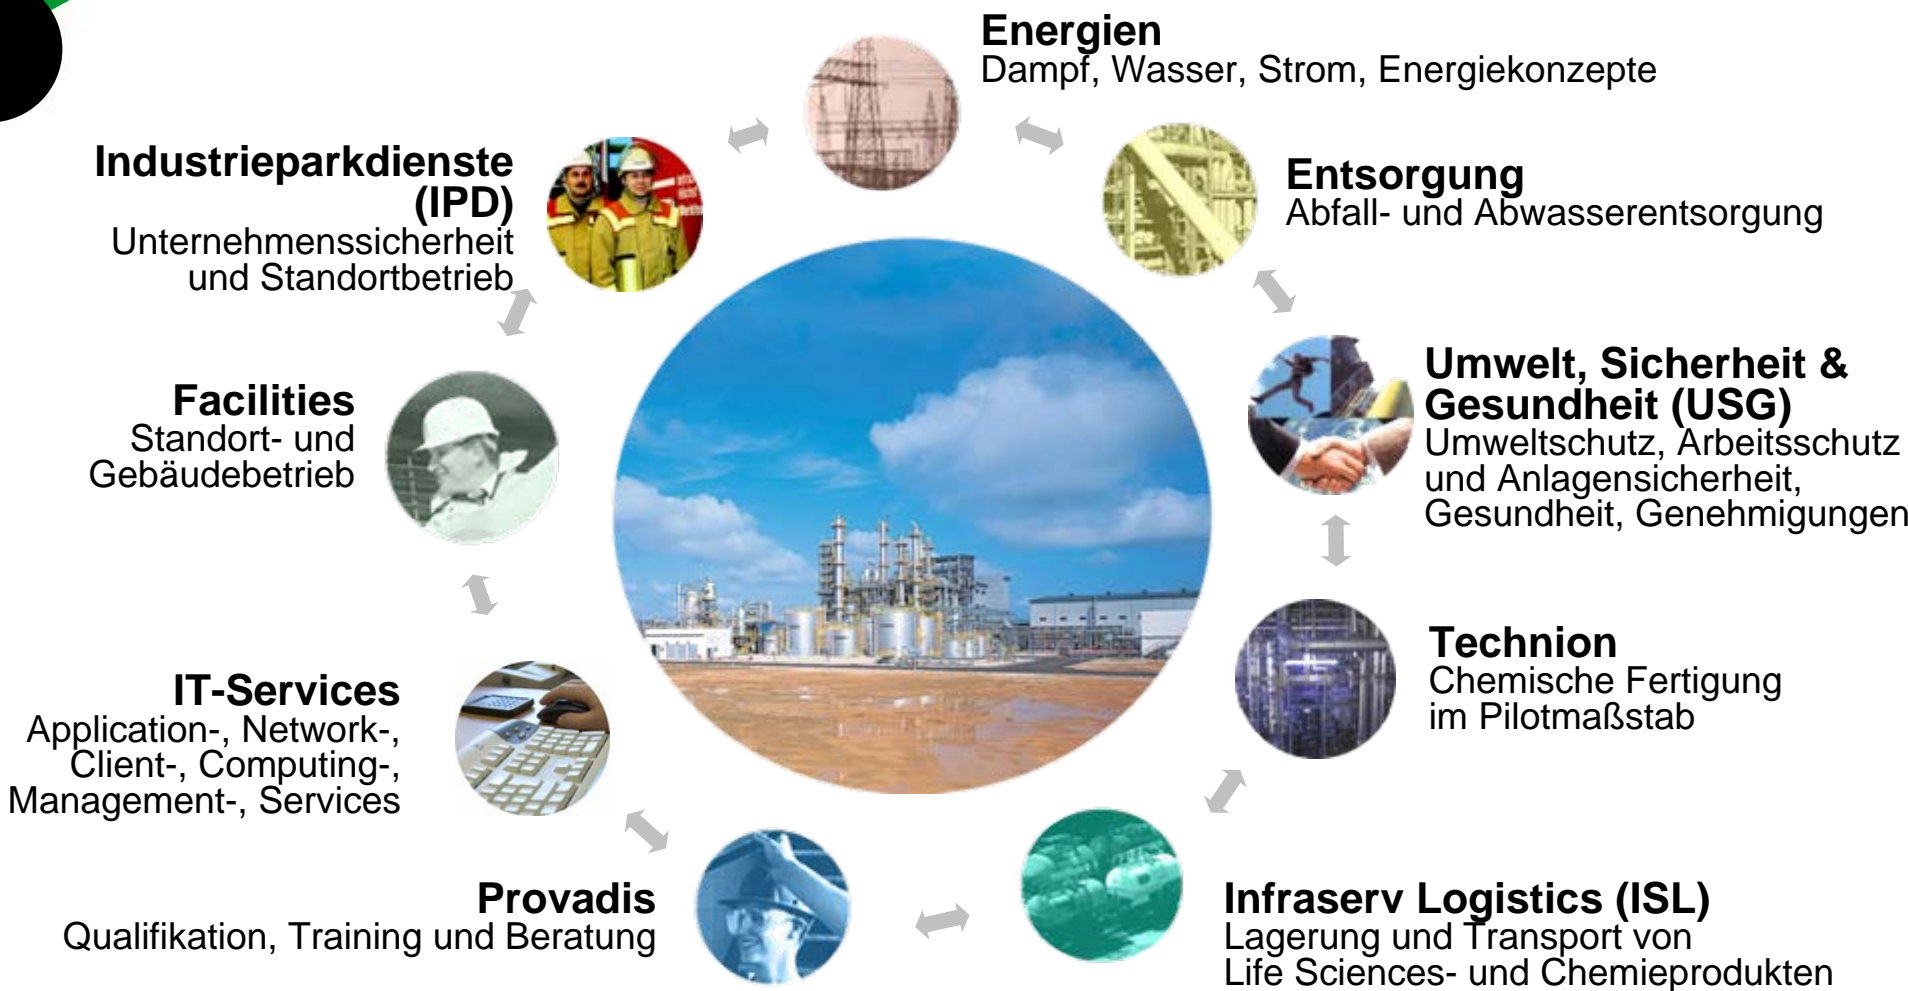 Energien
Dampf, Wasser, Strom, Energiekonzepte
Industrieparkdienste
(IPD)
Unternehmenssicherheit
und Standortbetrieb
Entsorgung
Abfall- und Abwasserentsorgung
Facilities
Standort- und
Gebäudebetrieb
Umwelt, Sicherheit &
Gesundheit (USG)
Umweltschutz, Arbeitsschutz
und Anlagensicherheit,
Gesundheit, Genehmigungen
IT-Services
Application-, Network-,
Client-, Computing-,
Management-, Services
Technion
Chemische Fertigung
im Pilotmaßstab
Provadis
Qualifikation, Training und Beratung
Infraserv Logistics (ISL)
Lagerung und Transport von
Life Sciences- und Chemieprodukten